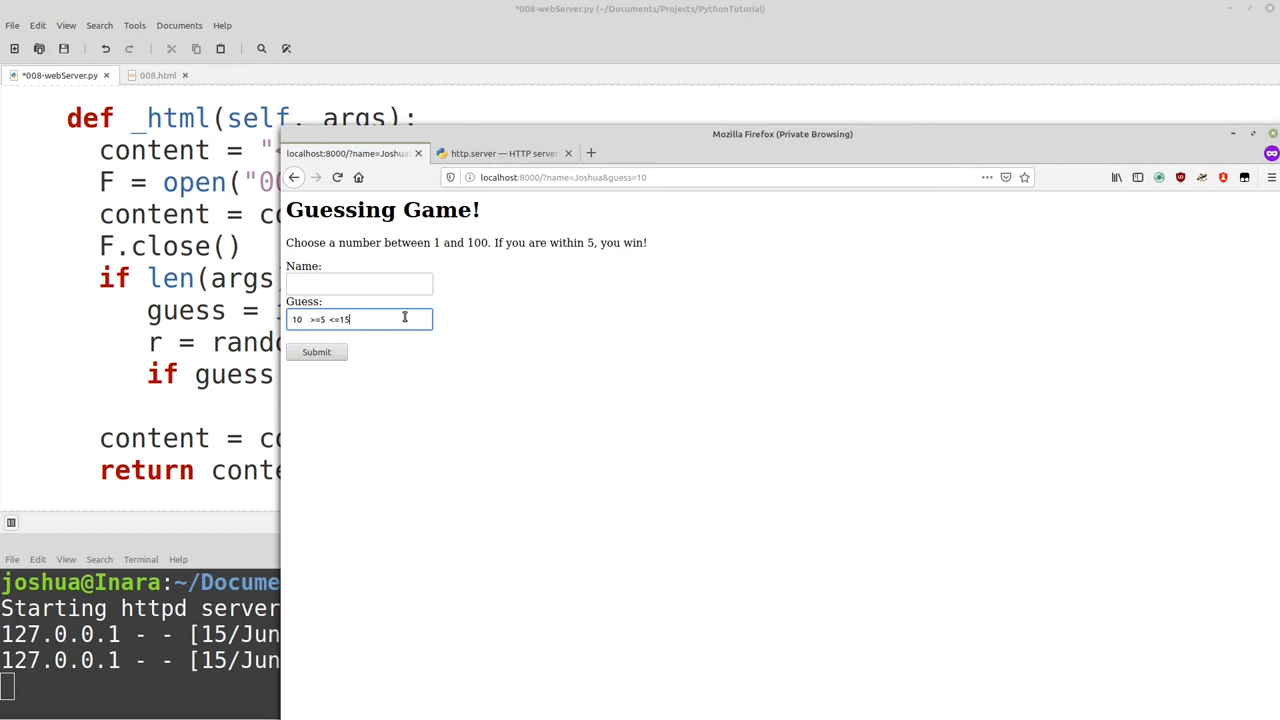 *008-webServer.py (~/Documents/Projects/PythonTutorial)
File Edit View Search Tools Documents Help
*008-webServer.py
008.html
def _html(self, args):
content = "
F = open("00
content = co
F.close()
if len(args
guess =
r = rando
if guess
content = co
return conte
Mozilla Firefox (Private Browsing)
localhost:8000/?name=Joshua
http.server — HTTP server
localhost:8000/?name=Joshua&guess=10
Guessing Game!
Choose a number between 1 and 100. If you are within 5, you win!
Name:
Guess:
10 >=5 <=15
Submit
File Edit View Search Terminal Help
joshua@Inara:~/Docume
Starting httpd server
127.0.0.1 - - [15/Jun
127.0.0.1 - - [15/Jun